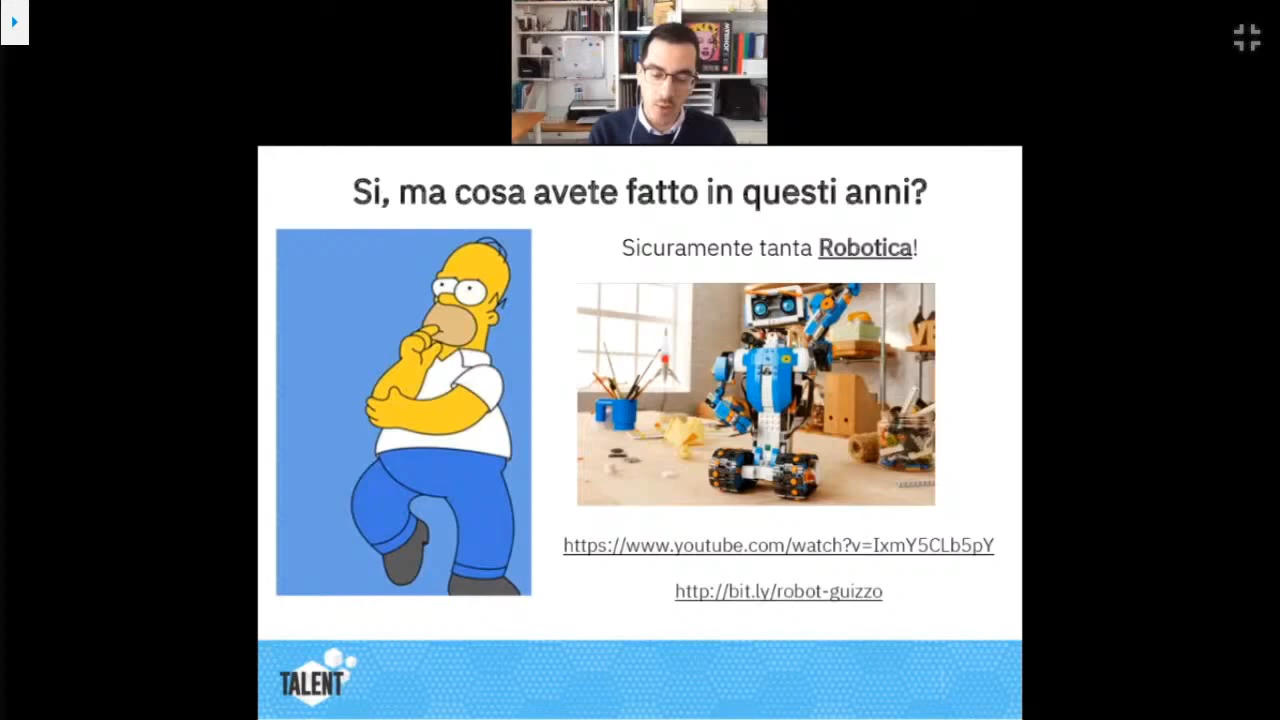 Si, ma cosa avete fatto in questi anni?
Sicuramente tanta Robotica!
https://www.youtube.com/watch?v=IxmY5CLb5pY
http://bit.ly/robot-guizzo
TALENT